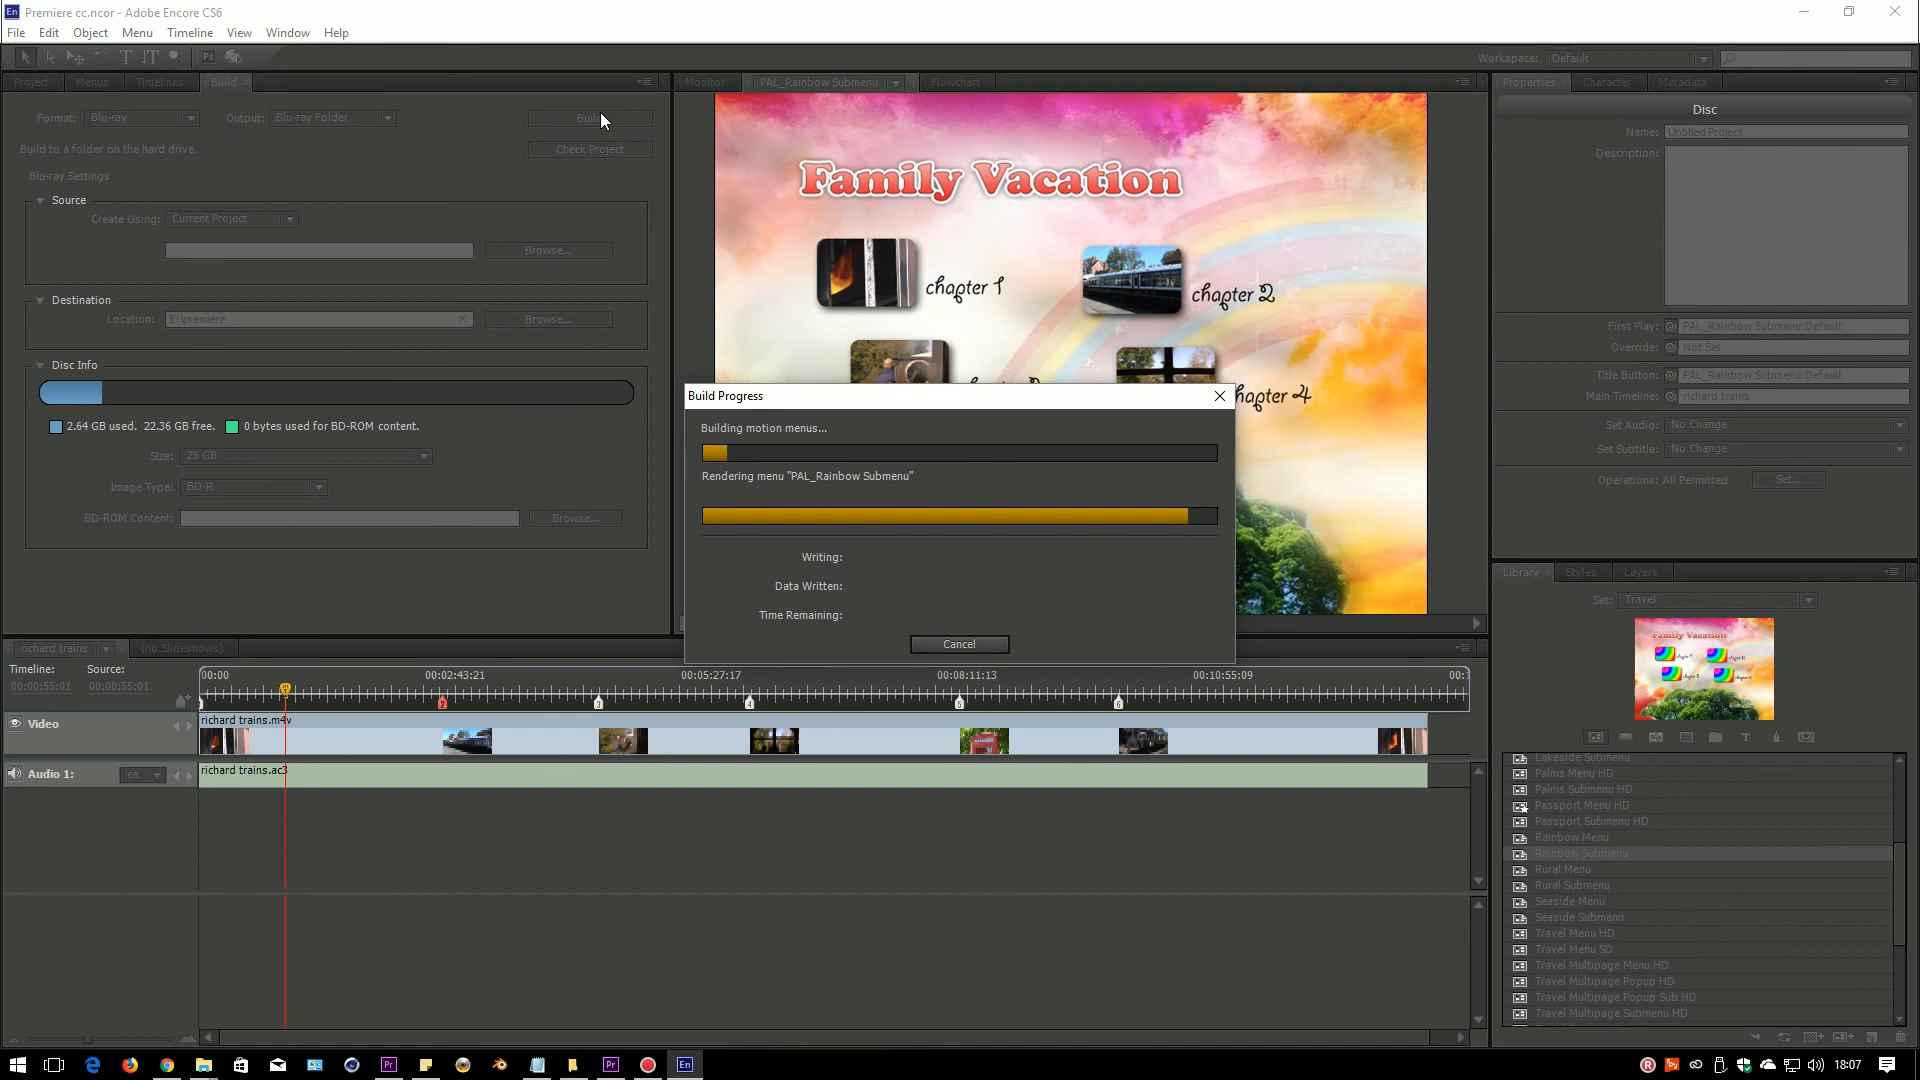 En Premiere cc.ncor - Adobe Encore CS6
File Edit Object Menu Timeline View Window Help
Workspace: Default
Project Menus Timelines Build
Format: Blu-ray Output: Blu-ray Folder Build
Build to a folder on the hard drive. Check Project
Blu-ray Settings
Source
Create Using: Current Project
Browse...
Destination
Location: E:\premiere Browse...
Disc Info
2.64 GB used. 22.36 GB free. 0 bytes used for BD-ROM content.
Size: 25 GB
Image Type: BD-R
BD-ROM Content: Browse...
Monitor PAL_Rainbow Submenu Flowchart
Family Vacation
chapter 1
chapter 2
chapter 4
Build Progress
Building motion menus...
Rendering menu "PAL_Rainbow Submenu"
Writing:
Data Written:
Time Remaining:
Cancel
Properties Character Metadata
Disc
Name: Untitled Project
Description:
First Play: PAL_Rainbow Submenu:Default
Override: Not Set
Title Button: PAL_Rainbow Submenu:Default
Main Timeline: richard trains
Set Audio: No Change
Set Subtitle: No Change
Operations: All Permitted Set...
Library Styles Layers
Set: Travel
Family Vacation
Lakeside Submenu
Palms Menu HD
Palms Submenu HD
Passport Menu HD
Passport Submenu HD
Rainbow Menu
Rainbow Submenu
Rural Menu
Rural Submenu
Seaside Menu
Seaside Submenu
Travel Menu HD
Travel Menu SD
Travel Multipage Menu HD
Travel Multipage Popup HD
Travel Multipage Popup Sub HD
Travel Multipage Submenu HD
richard trains (no Slideshows)
Timeline: Source:
00:00:55:01 00:00:55:01
00:00 00:02:43:21 00:05:27:17 00:08:11:13 00:10:55:09 00:1
2 3 4 5 6
Video richard trains.m4v
Audio 1: en richard trains.ac3
Pr Pr En 18:07